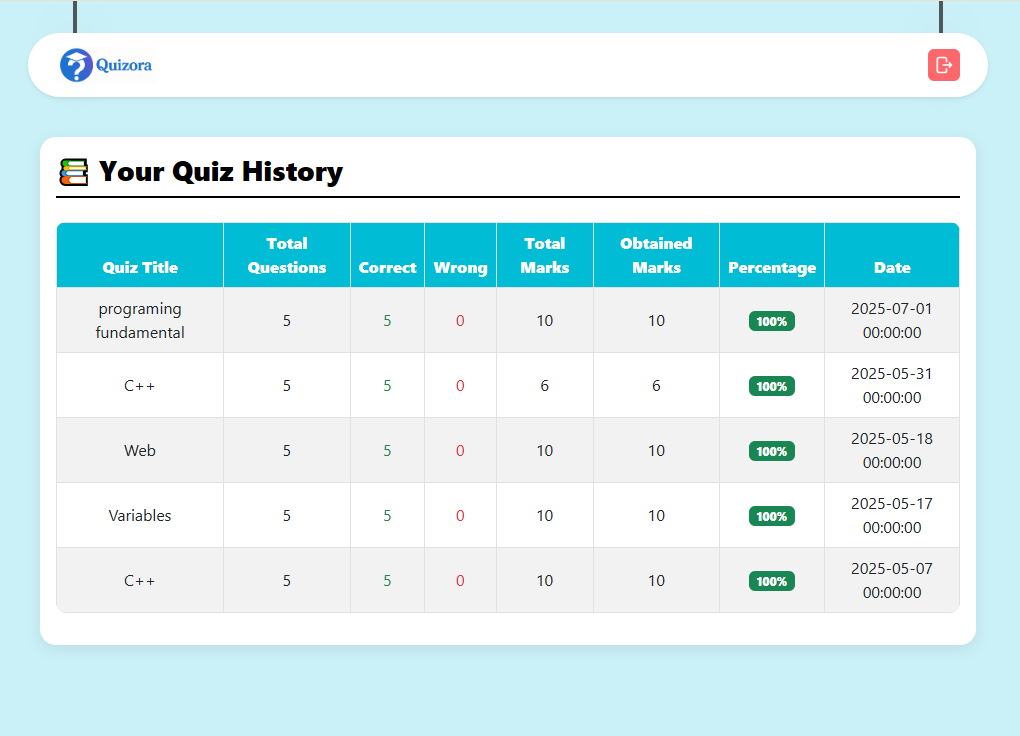 Quizora
Your Quiz History
Quiz Title Total Questions Correct Wrong Total Marks Obtained Marks Percentage Date
programing fundamental 5 5 0 10 10 100% 2025-07-01 00:00:00
C++ 5 5 0 6 6 100% 2025-05-31 00:00:00
Web 5 5 0 10 10 100% 2025-05-18 00:00:00
Variables 5 5 0 10 10 100% 2025-05-17 00:00:00
C++ 5 5 0 10 10 100% 2025-05-07 00:00:00